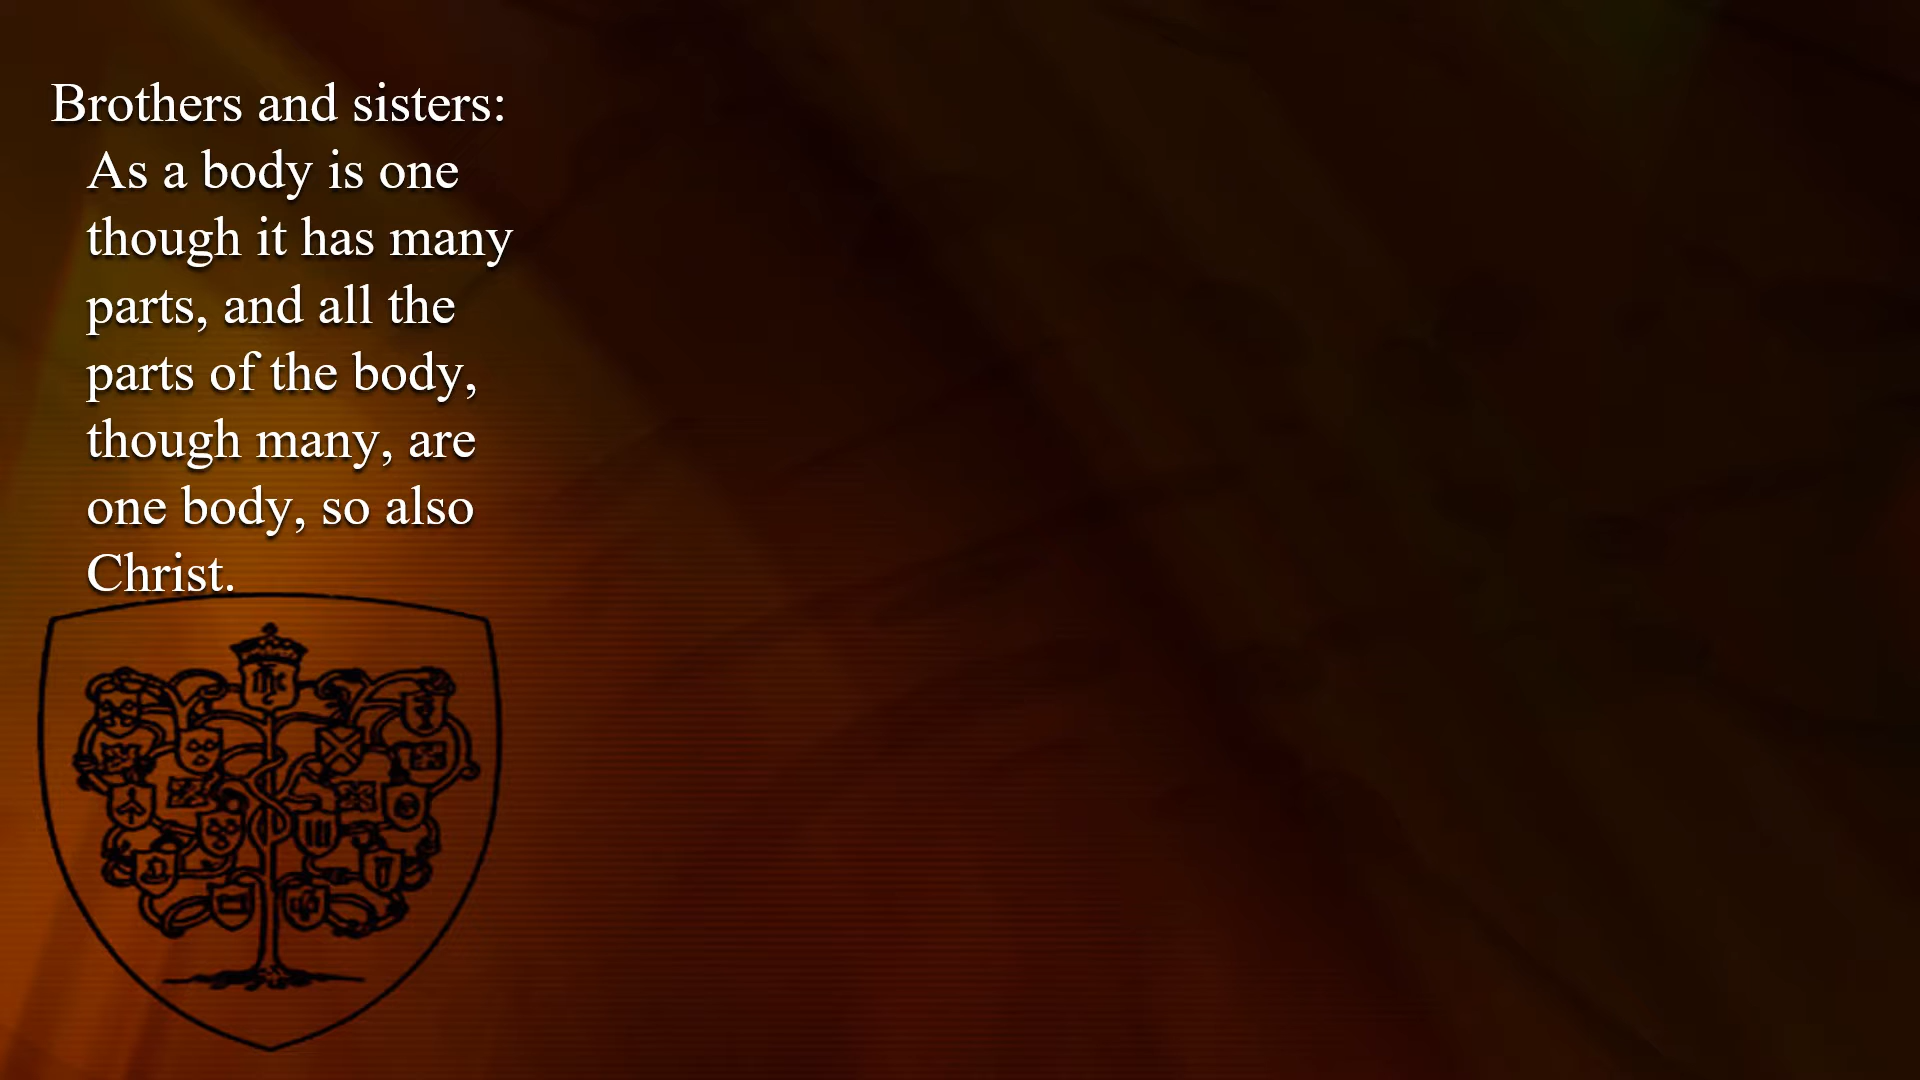 Brothers and sisters:
As a body is one
though it has many
parts, and all the
parts of the body,
though many, are
one body, so also
Christ.